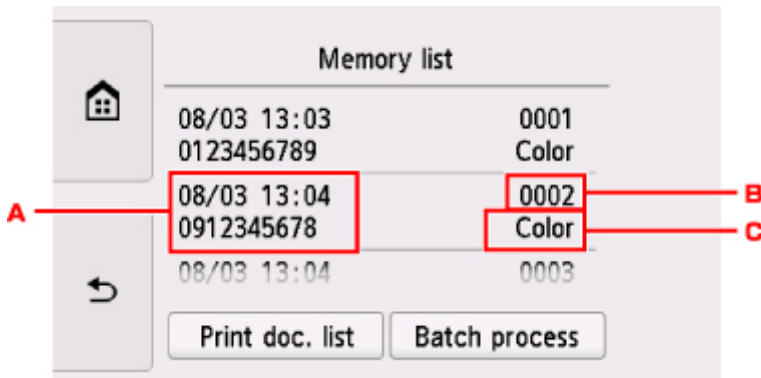 Memory list
08/03 13:03 0001
0123456789 Color
08/03 13:04 0002 B
A 0912345678 Color C
08/03 13:04 0003
Print doc. list Batch process